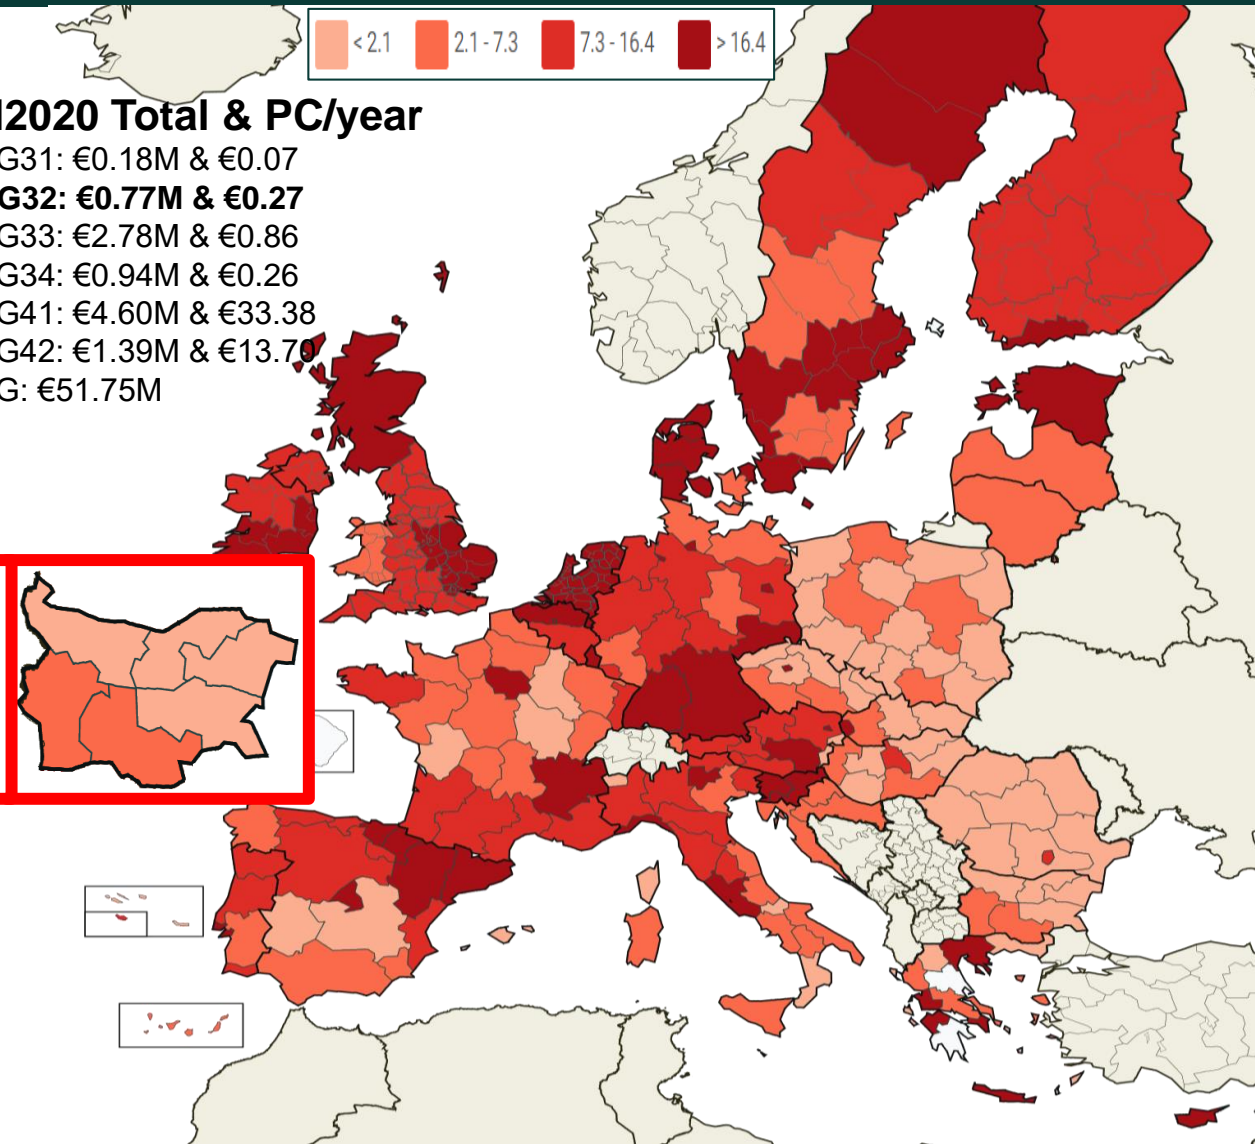 < 2.1
2.1 - 7.3
7.3 - 16.4
> 16.4
2020 Total & PC/year
G31: €0.18M & €0.07
G32: €0.77M & €0.27
G33: €2.78M & €0.86
G34: €0.94M & €0.26
G41: €4.60M & €33.38
G42: €1.39M & €13.70
G: €51.75M